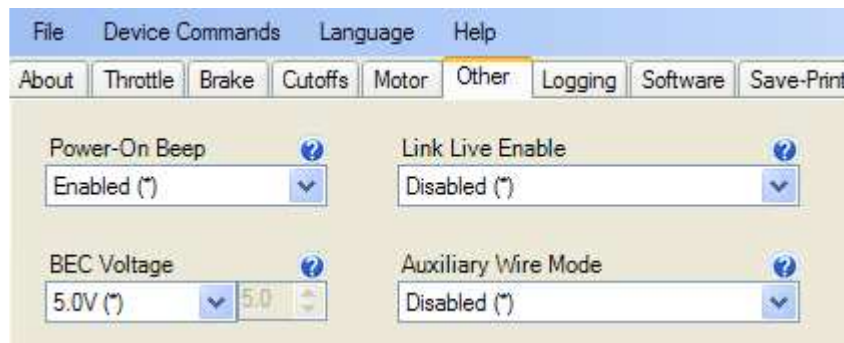 File Device Commands Language Help
About Throttle Brake Cutoffs Motor Other Logging Software Save-Print
Power-On Beep ? Link Live Enable ?
Enabled (*) Disabled (*)
BEC Voltage ? Auxiliary Wire Mode ?
5.0V (*) 5.0 Disabled (*)